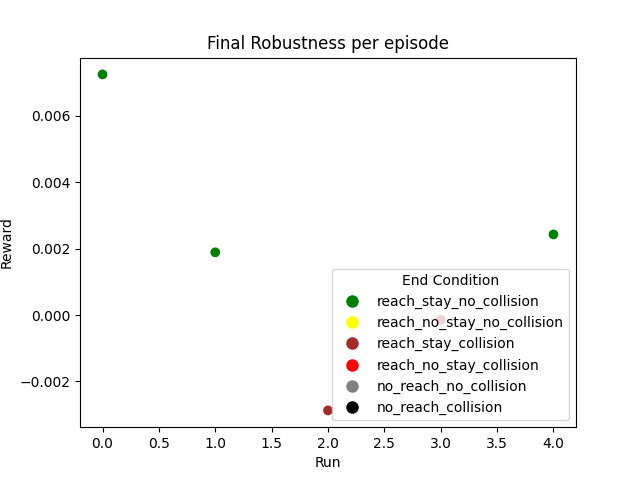 Final Robustness per episode
Reward
0.006
0.004
0.002
0.000
−0.002
End Condition
reach_stay_no_collision
reach_no_stay_no_collision
reach_stay_collision
reach_no_stay_collision
no_reach_no_collision
no_reach_collision
0.0 0.5 1.0 1.5 2.0 2.5 3.0 3.5 4.0
Run